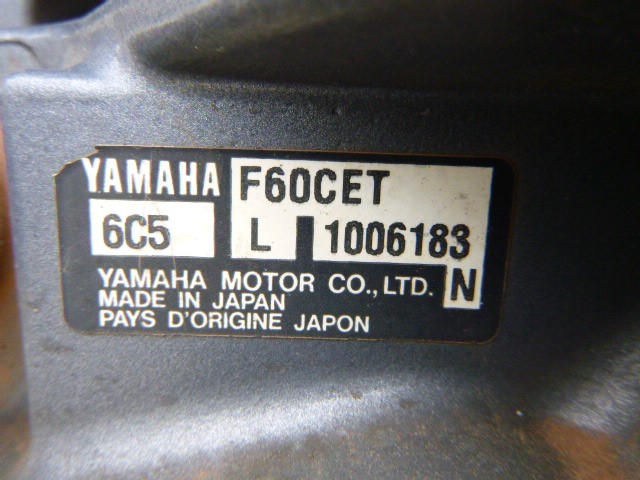 YAMAHA F60CET
6C5 L 1006183
YAMAHA MOTOR CO.,LTD. N
MADE IN JAPAN
PAYS D'ORIGINE JAPON